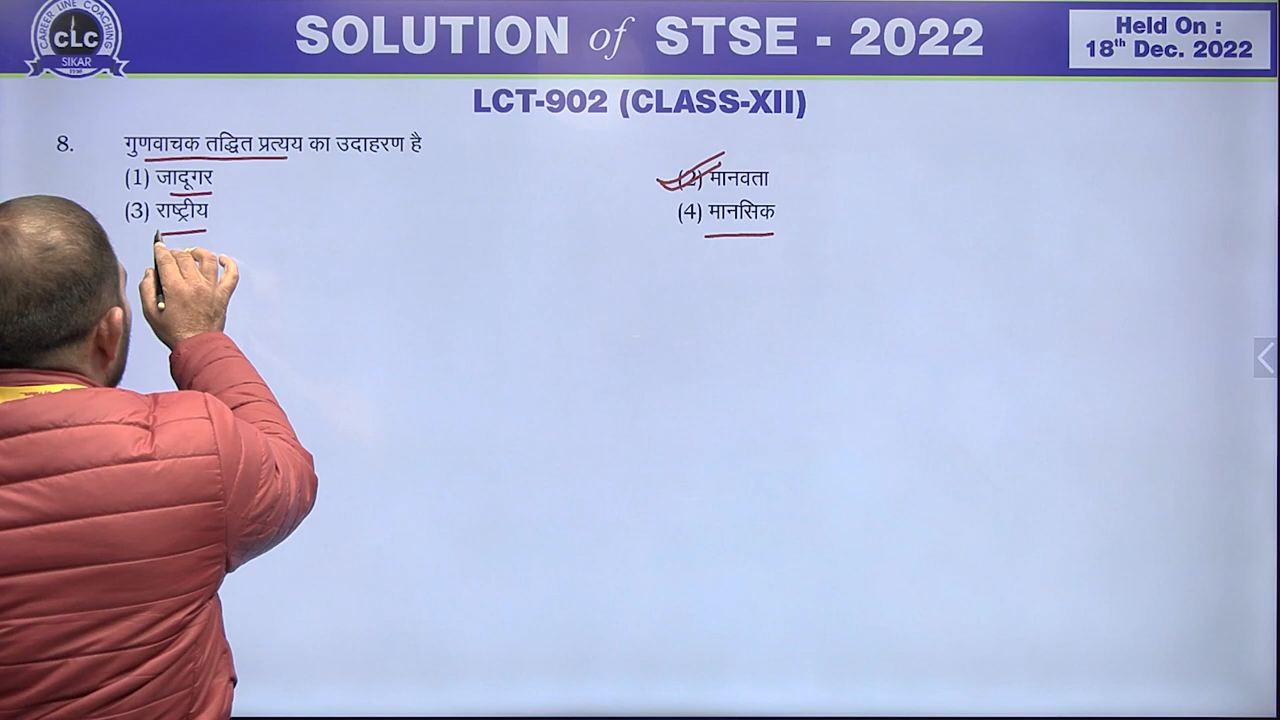 CAREER LINE COACHING
CLC
SIKAR
SOLUTION of STSE - 2022
Held On :
18th Dec. 2022
LCT-902 (CLASS-XII)
8. गुणवाचक तद्धित प्रत्यय का उदाहरण है
(1) जादूगर (2) मानवता
(3) राष्ट्रीय (4) मानसिक